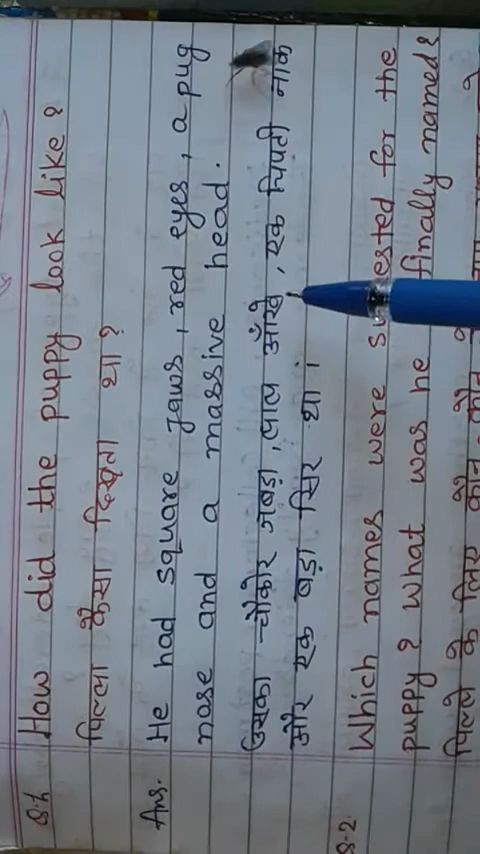 Q.1. How did the puppy look like?
पिल्ला कैसा दिखता था?
Ans. He had square jaws, red eyes, a pug
nose and a massive head.
उसका चौकोर जबड़ा, लाल आँखें, एक चिपटी नाक
और एक बड़ा सिर था।
Q-2. Which names were for the
puppy? what was he finally named?
पिल्ले के लिए कौन-कौन